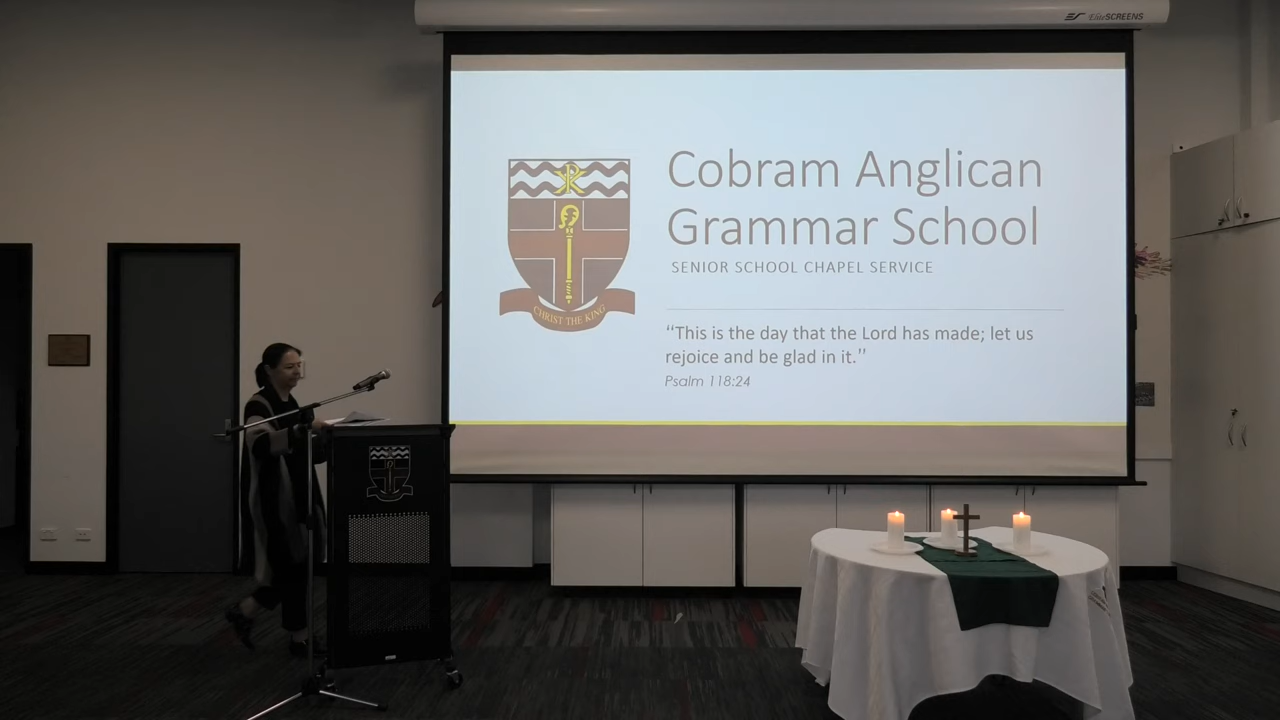 EliteSCREENS
Cobram Anglican
Grammar School
SENIOR SCHOOL CHAPEL SERVICE
CHRIST THE KING
“This is the day that the Lord has made; let us
rejoice and be glad in it.”
Psalm 118:24